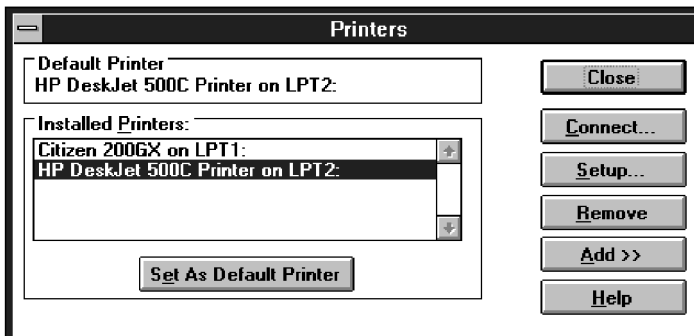 Printers
Default Printer
HP DeskJet 500C Printer on LPT2:
Installed Printers:
Citizen 200GX on LPT1:
HP DeskJet 500C Printer on LPT2:
Set As Default Printer
Close
Connect...
Setup...
Remove
Add >>
Help